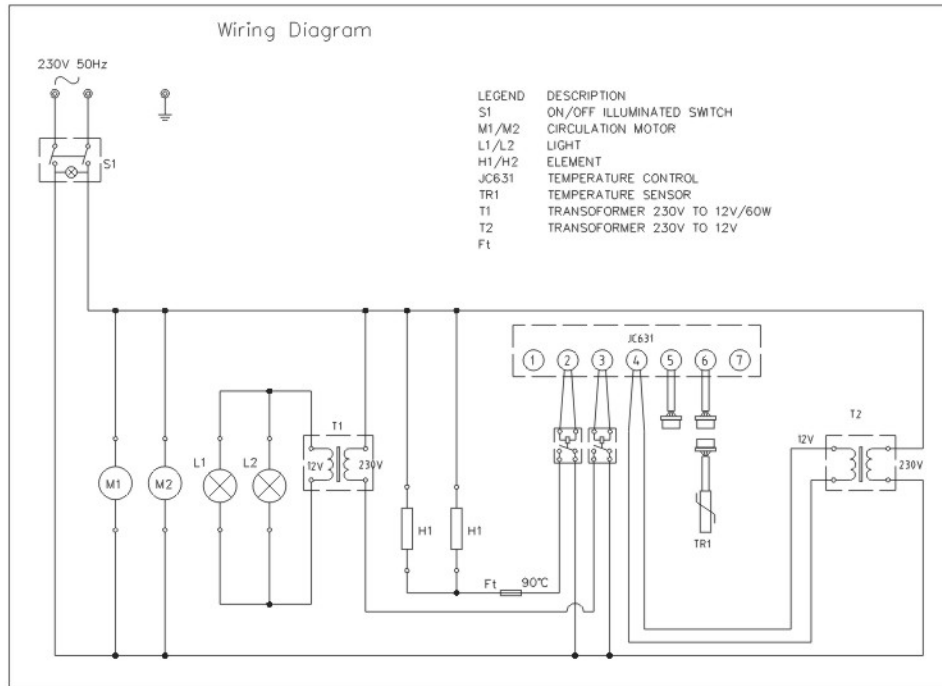 Wiring Diagram
230V 50Hz
LEGEND DESCRIPTION
S1 ON/OFF ILLUMINATED SWITCH
M1/M2 CIRCULATION MOTOR
L1/L2 LIGHT
H1/H2 ELEMENT
JC631 TEMPERATURE CONTROL
TR1 TEMPERATURE SENSOR
T1 TRANSOFORMER 230V TO 12V/60W
T2 TRANSOFORMER 230V TO 12V
Ft
S1
JC631
1 2 3 4 5 6 7
T1
T2
12V 230V
12V 230V
M1 M2 L1 L2
H1 H1
TR1
Ft 90℃